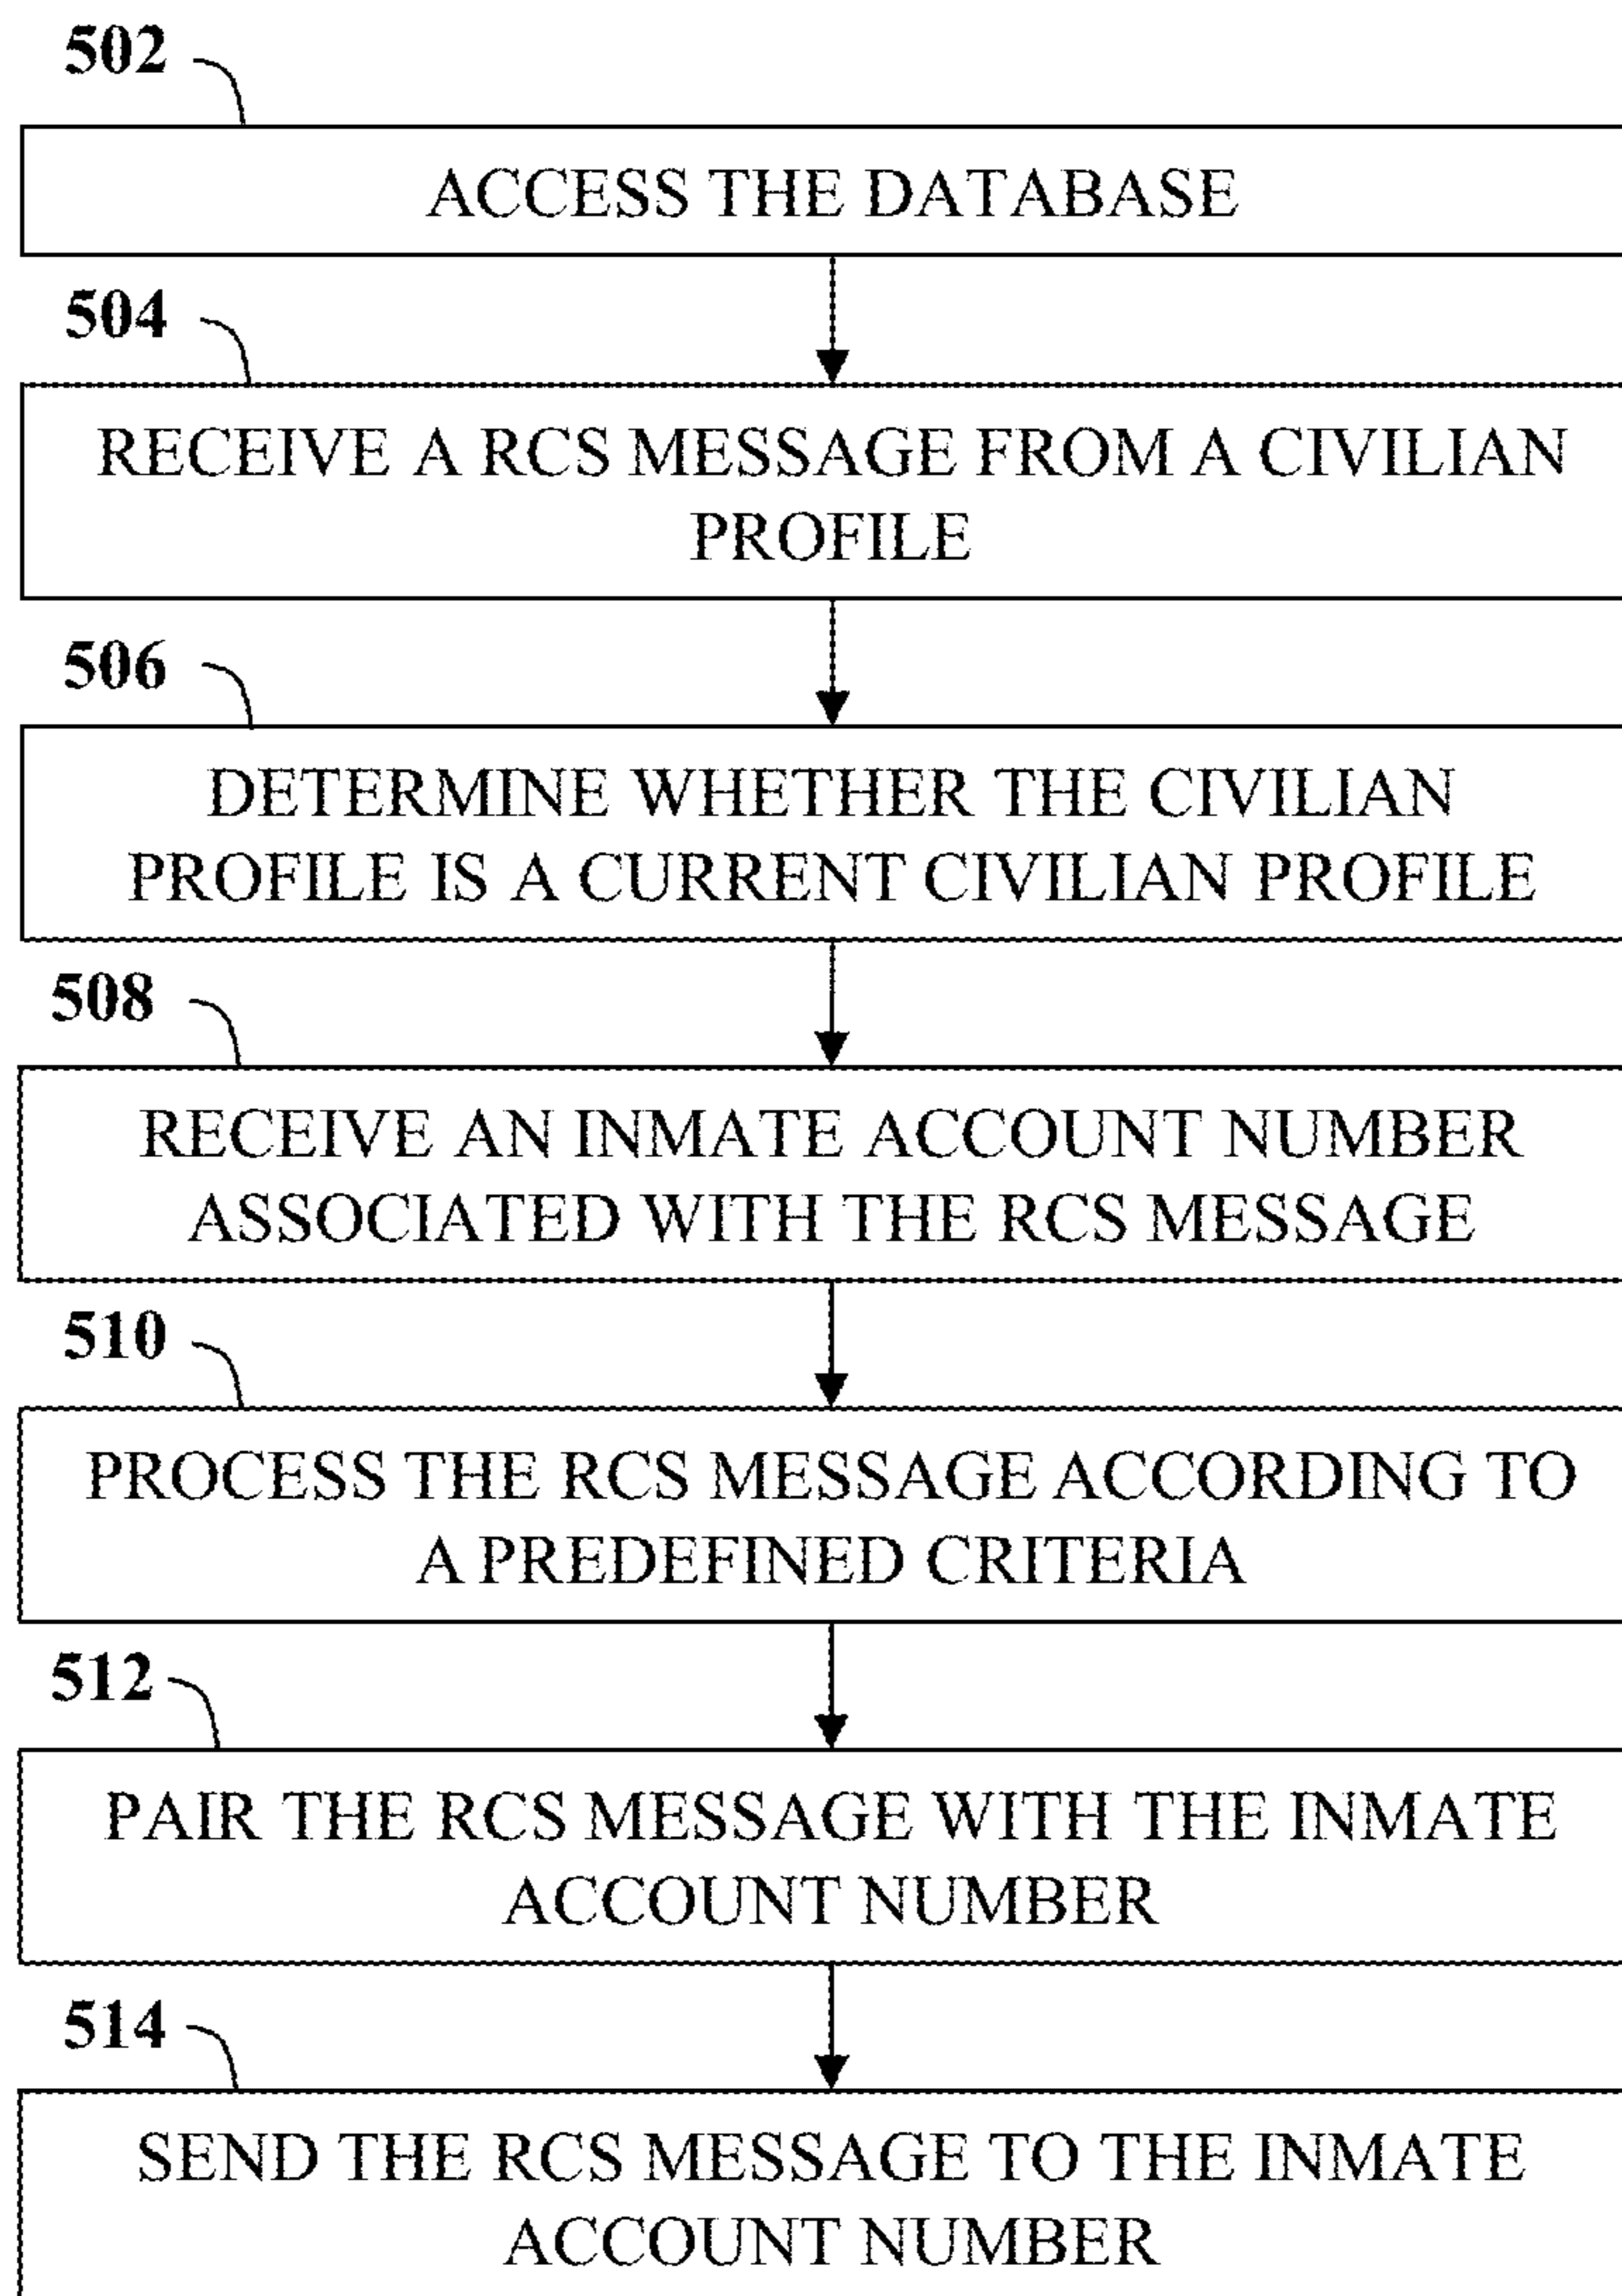 502
ACCESS THE DATABASE
504
RECEIVE A RCS MESSAGE FROM A CIVILIAN
PROFILE
506
DETERMINE WHETHER THE CIVILIAN
PROFILE IS A CURRENT CIVILIAN PROFILE
508
RECEIVE AN INMATE ACCOUNT NUMBER
ASSOCIATED WITH THE RCS MESSAGE
510
PROCESS THE RCS MESSAGE ACCORDING TO
A PREDEFINED CRITERIA
512
PAIR THE RCS MESSAGE WITH THE INMATE
ACCOUNT NUMBER
514
SEND THE RCS MESSAGE TO THE INMATE
ACCOUNT NUMBER